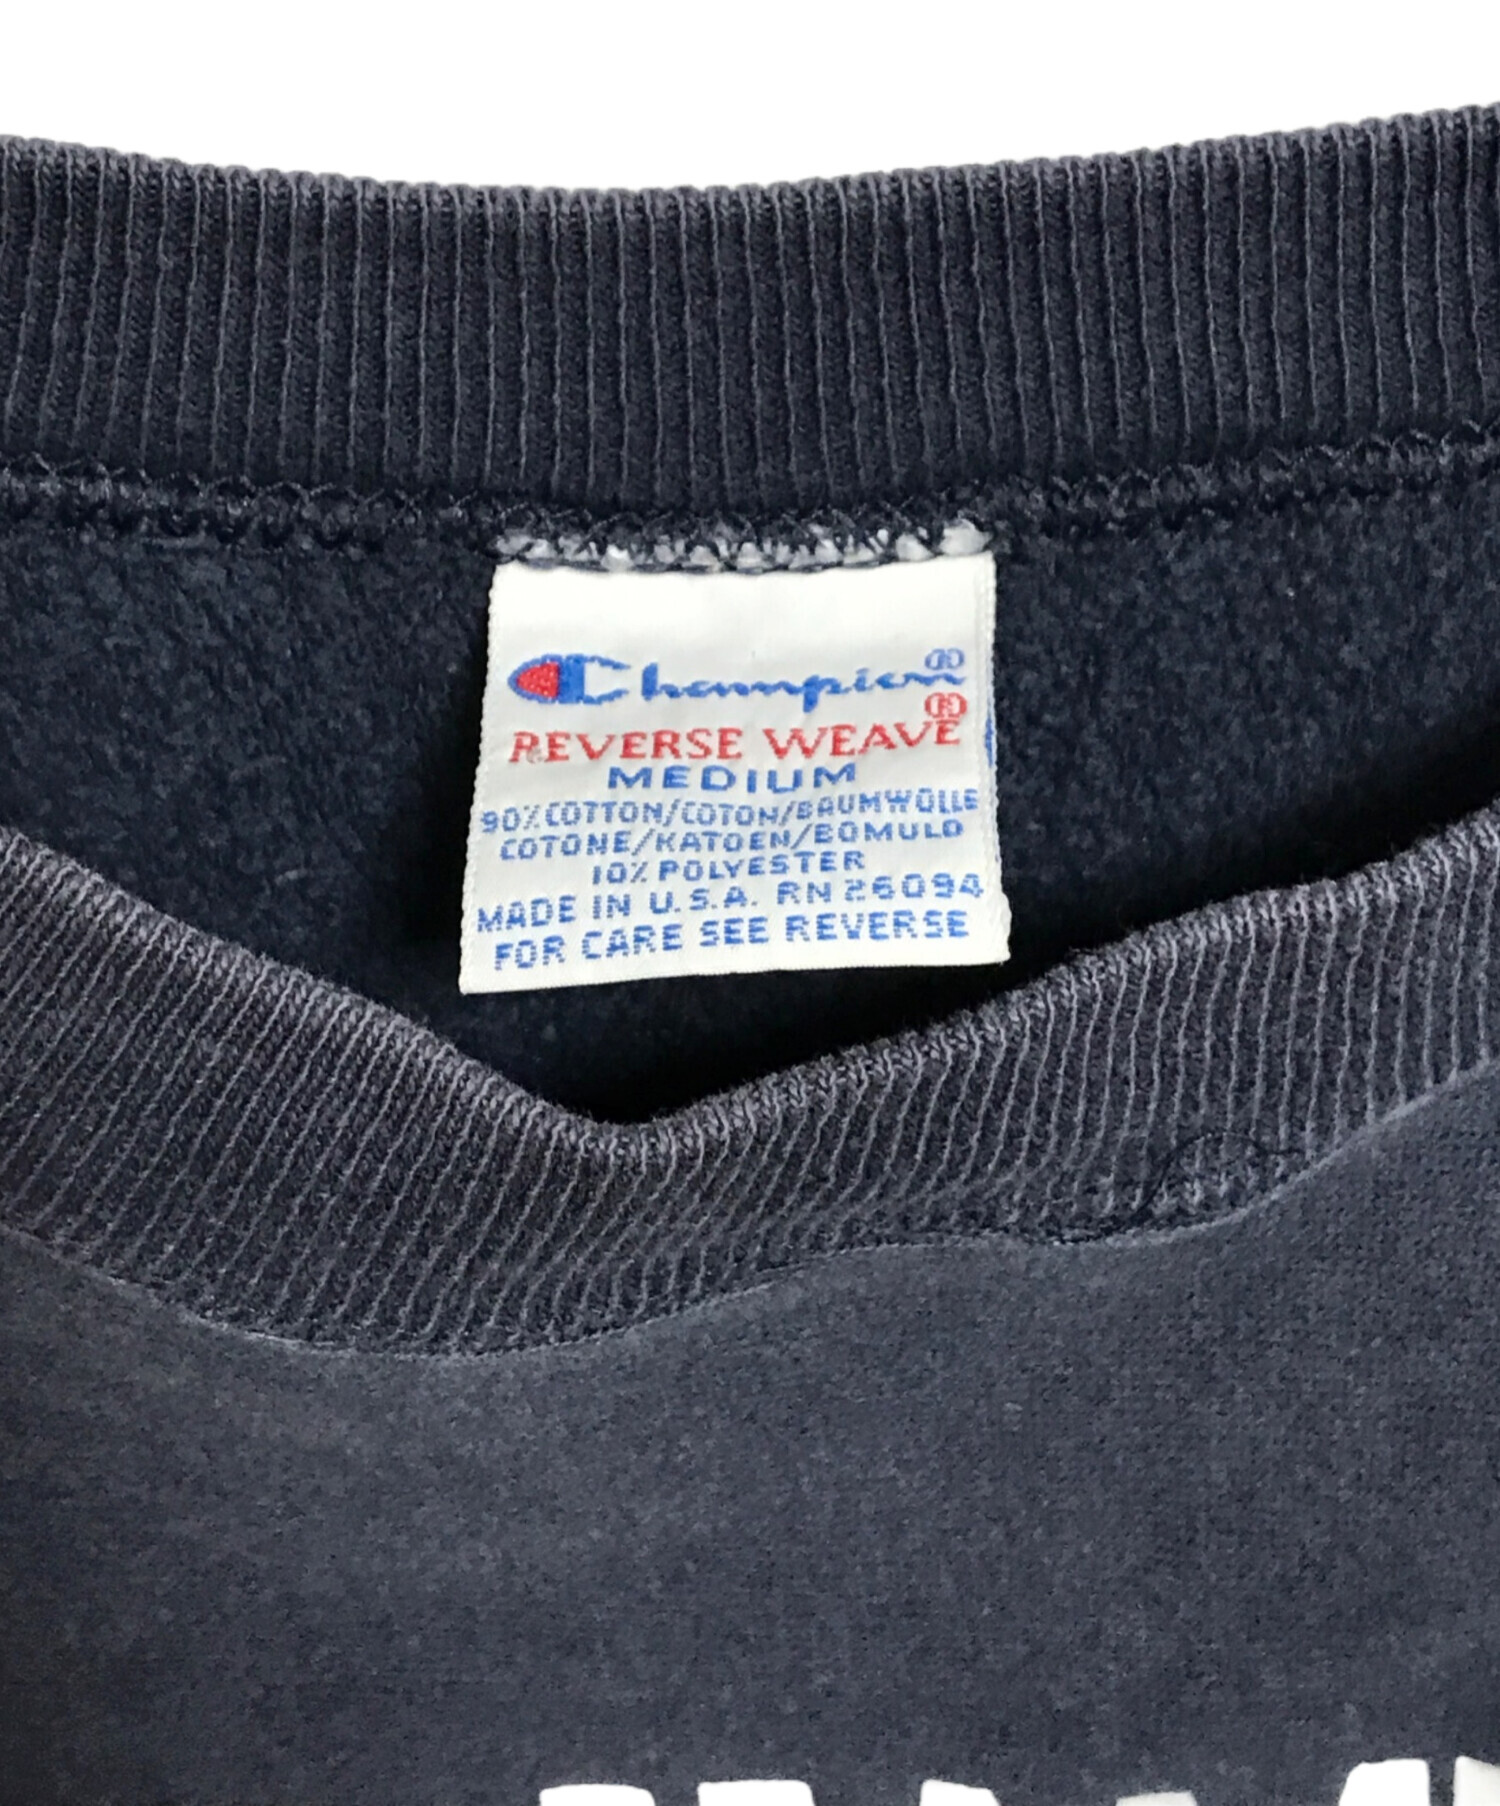 Champion®
REVERSE WEAVE®
MEDIUM
90% COTTON/COTON/BAUMWOLLE
COTONE/KATOEN/BOMULD
10% POLYESTER
MADE IN U.S.A. RN 26094
FOR CARE SEE REVERSE